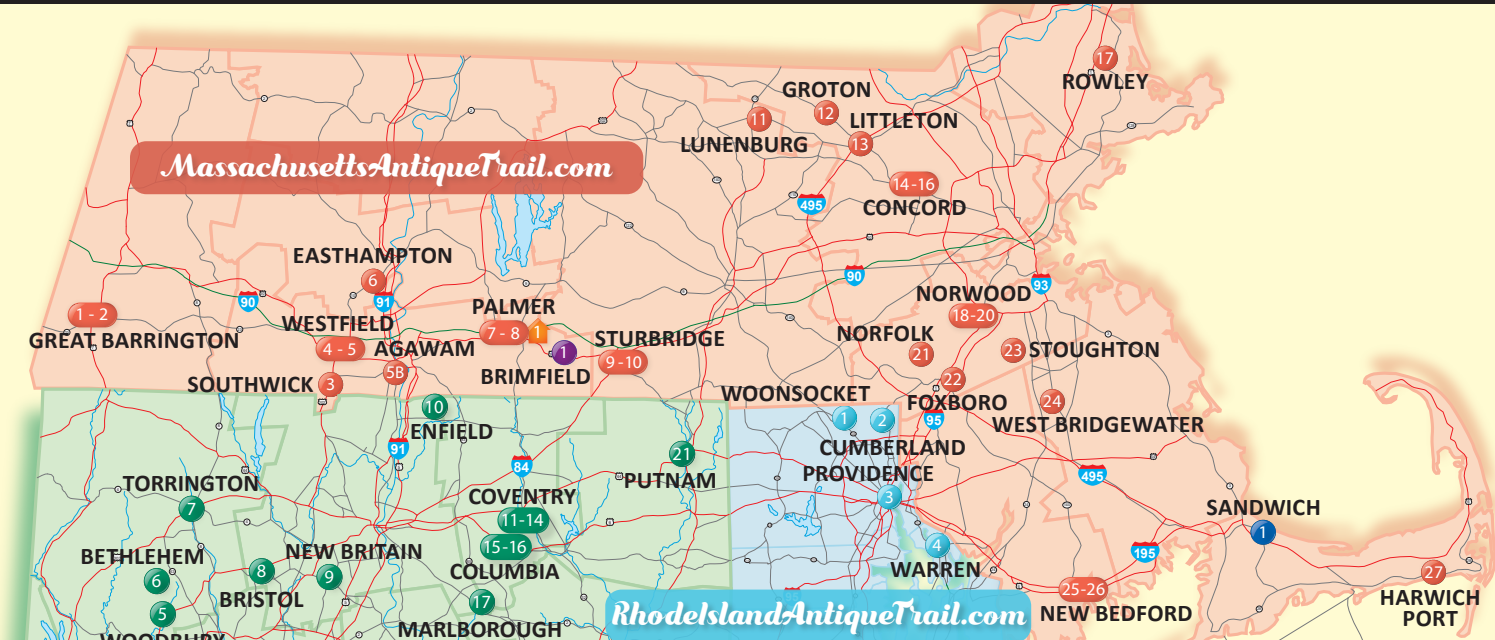 17
ROWLEY
GROTON
12
LITTLETON
11
LUNENBURG
13
MassachusettsAntiqueTrail.com
14-16
CONCORD
495
EASTHAMPTON
6
90
91
90
93
1 - 2
GREAT BARRINGTON
WESTFIELD
4 - 5
AGAWAM
5B
SOUTHWICK
3
PALMER
7 - 8
1
1
BRIMFIELD
STURBRIDGE
9-10
NORWOOD
18-20
NORFOLK
21
23
STOUGHTON
22
FOXBORO
24
WEST BRIDGEWATER
95
WOONSOCKET
1
2
CUMBERLAND
PROVIDENCE
3
10
ENFIELD
91
84
21
PUTNAM
495
TORRINGTON
7
COVENTRY
11-14
15-16
COLUMBIA
SANDWICH
1
BETHLEHEM
6
5
WOODBURY
8
BRISTOL
NEW BRITAIN
9
17
MARLBOROUGH
4
WARREN
195
25-26
NEW BEDFORD
27
HARWICH
PORT
RhodeIslandAntiqueTrail.com